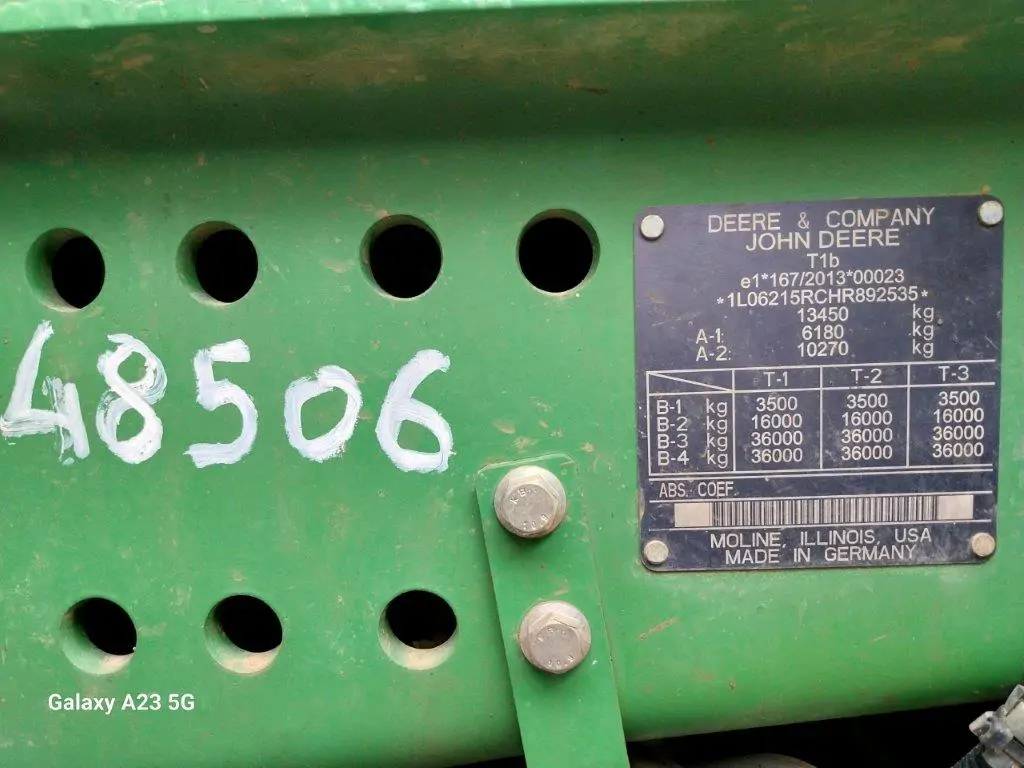 48506
DEERE & COMPANY
JOHN DEERE
T1b
e1*167/2013*00023
*1L06215RCHR892535*
13450 kg
A-1: 6180 kg
A-2: 10270 kg
T-1 T-2 T-3
B-1 kg 3500 3500 3500
B-2 kg 16000 16000 16000
B-3 kg 36000 36000 36000
B-4 kg 36000 36000 36000
ABS. COEF.
MOLINE, ILLINOIS, USA
MADE IN GERMANY
Galaxy A23 5G